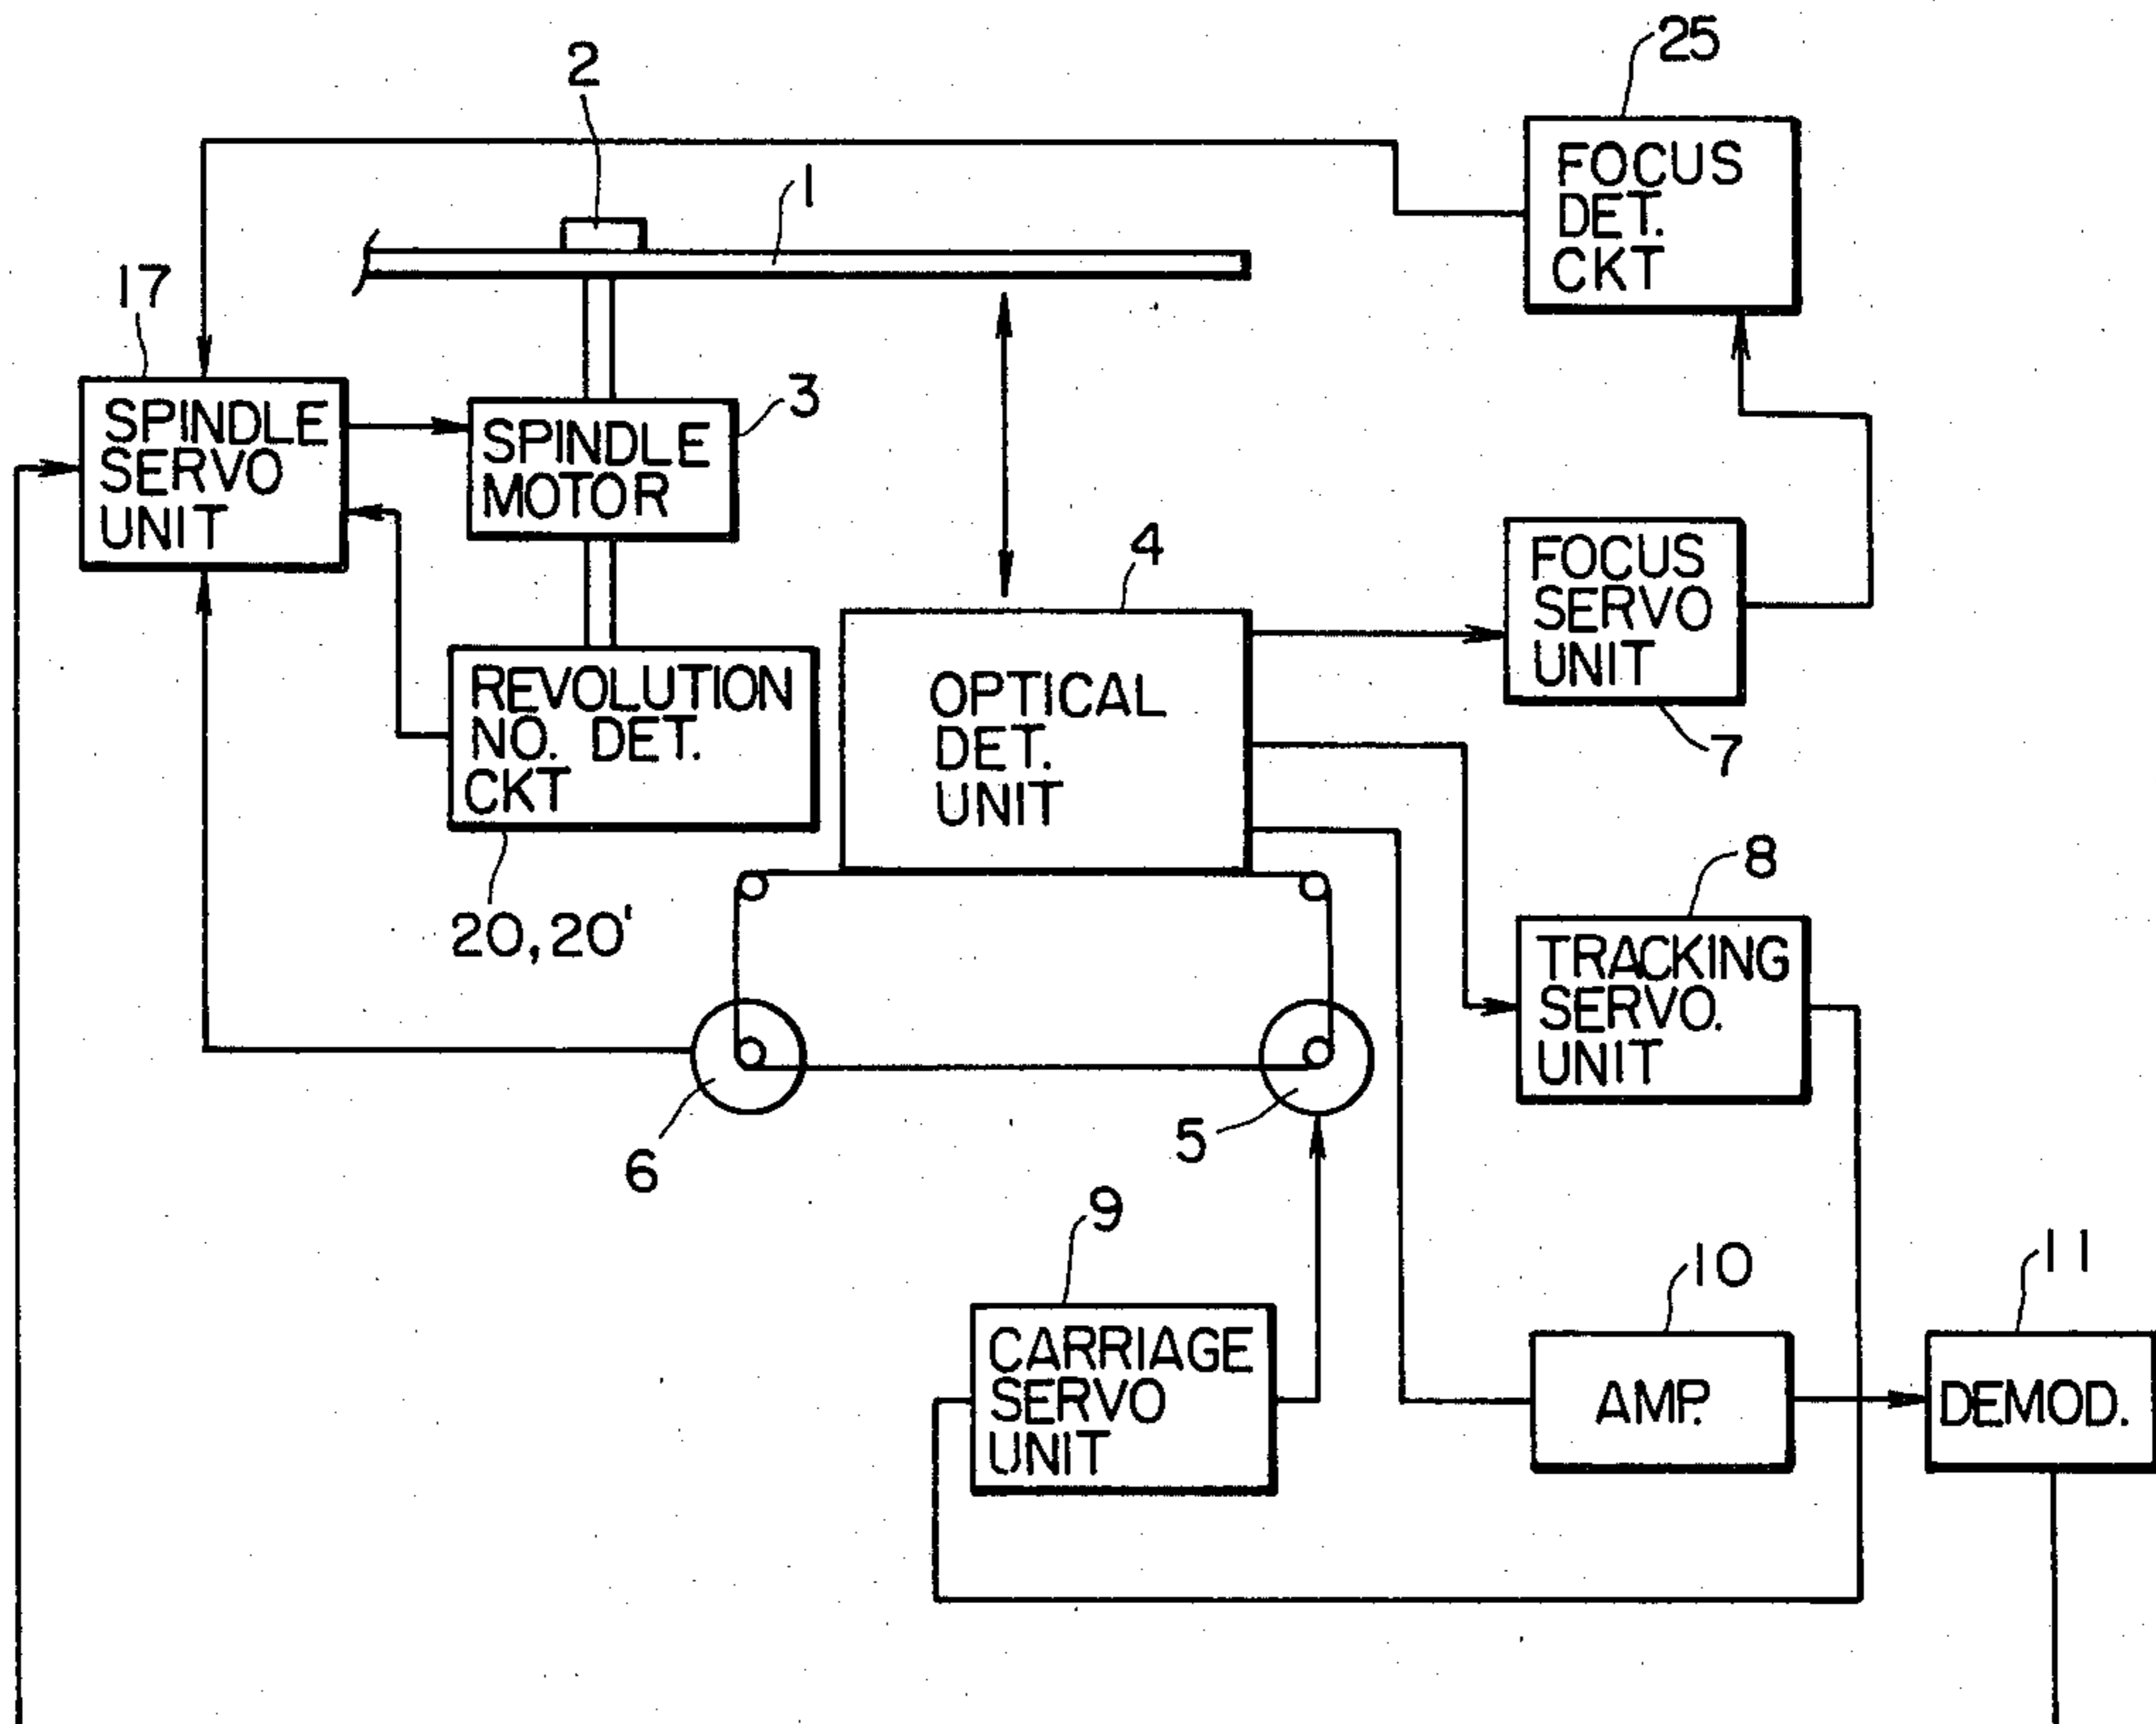 25
2
FOCUS
DET.
CKT
1
17
3
SPINDLE
SERVO
UNIT
SPINDLE
MOTOR
4
FOCUS
SERVO
UNIT
REVOLUTION
NO. DET.
CKT
OPTICAL
DET.
UNIT
7
8
20, 20'
TRACKING
SERVO.
UNIT
6
5
9
10
11
CARRIAGE
SERVO
UNIT
AMP.
DEMOD.